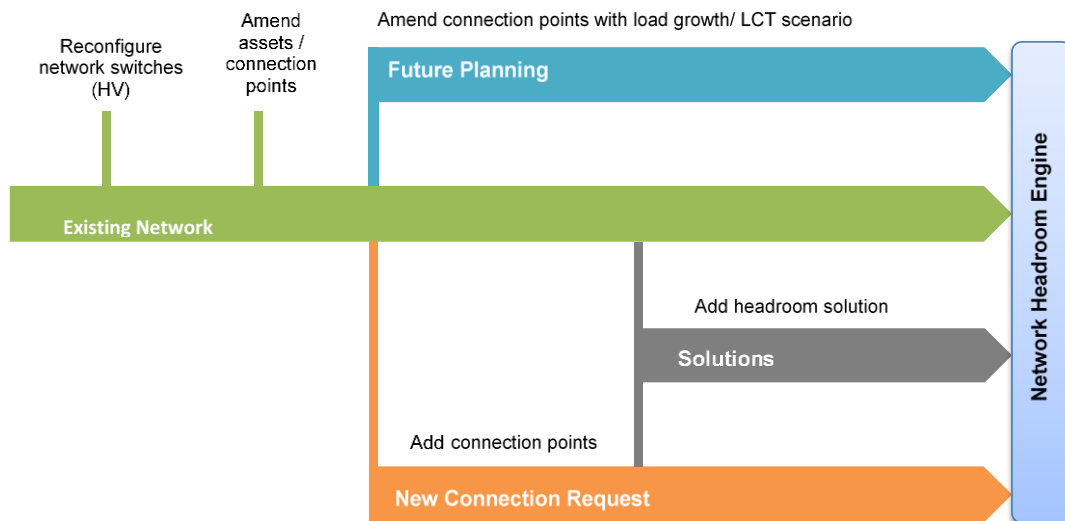 Reconfigure
network switches
(HV)
Amend
assets /
connection
points
Amend connection points with load growth/ LCT scenario
Future Planning
Existing Network
Add headroom solution
Solutions
Add connection points
New Connection Request
Network Headroom Engine